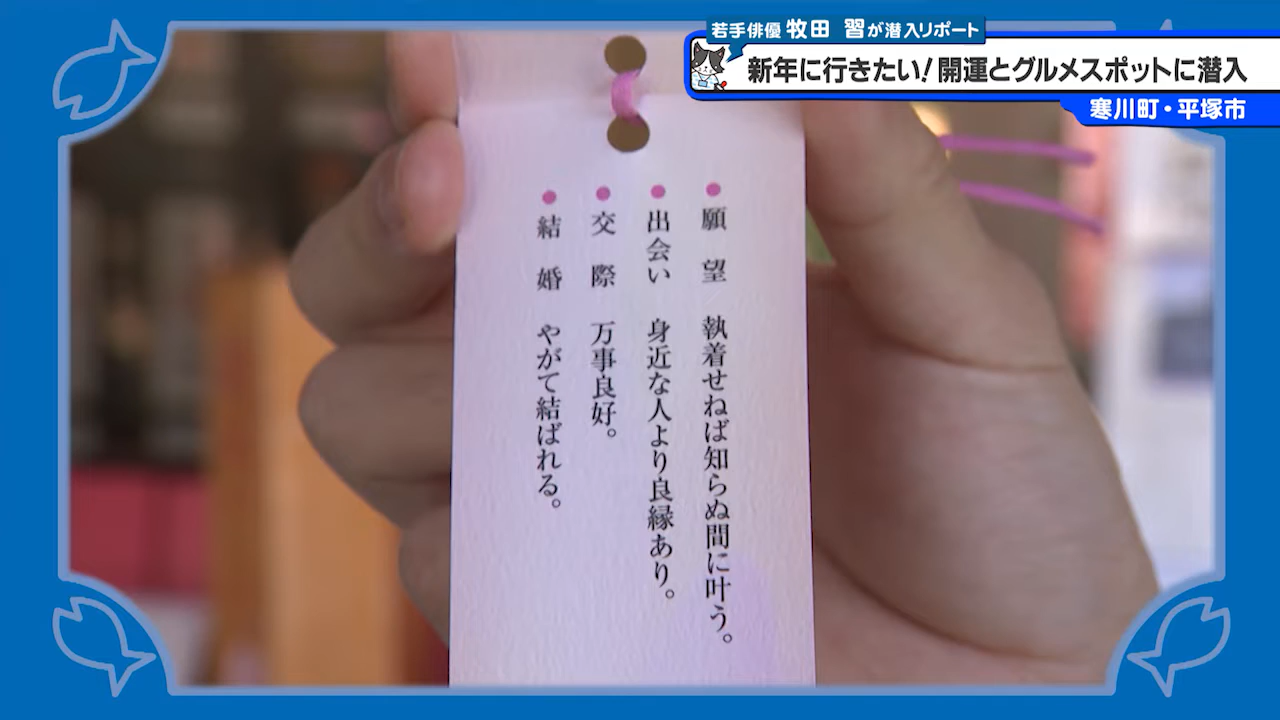 若手俳優 牧田 習が潜入リポート
新年に行きたい!開運とグルメスポットに潜入
寒川町・平塚市
願望 執着せねば知らぬ間に叶う。
出会い 身近な人より良縁あり。
交際 万事良好。
結婚 やがて結ばれる。